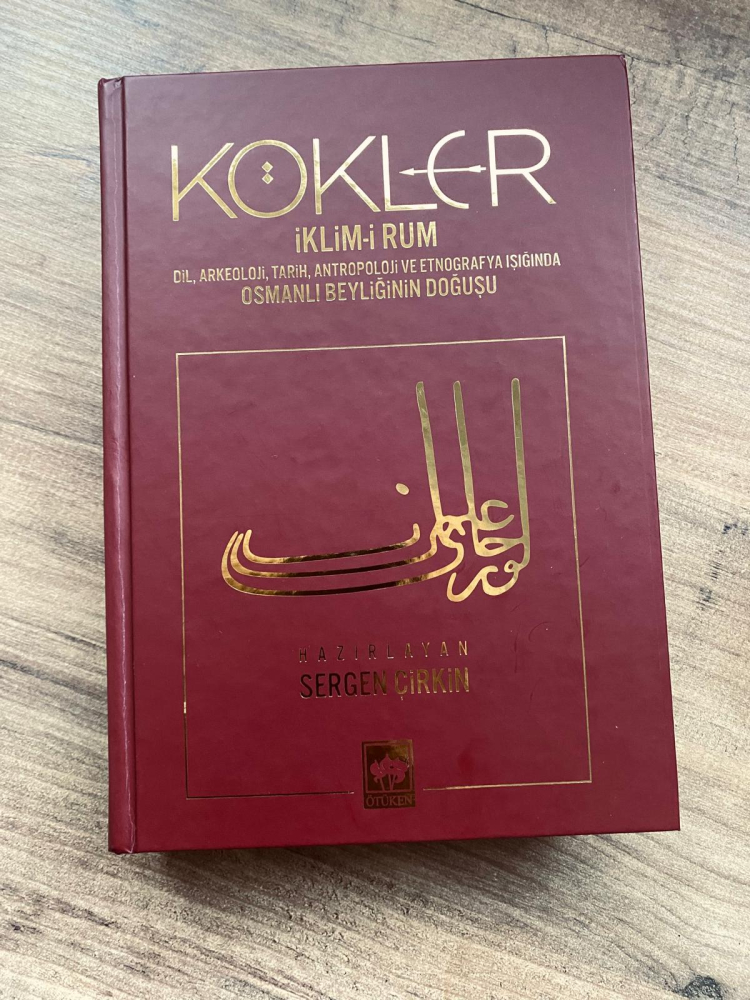 KÖKLER
İKLİM-İ RUM
DİL, ARKEOLOJİ, TARİH, ANTROPOLOJİ VE ETNOGRAFYA IŞIĞINDA
OSMANLI BEYLİĞİNİN DOĞUŞU
HAZIRLAYAN
SERGEN ÇİRKİN
ÖTÜKEN